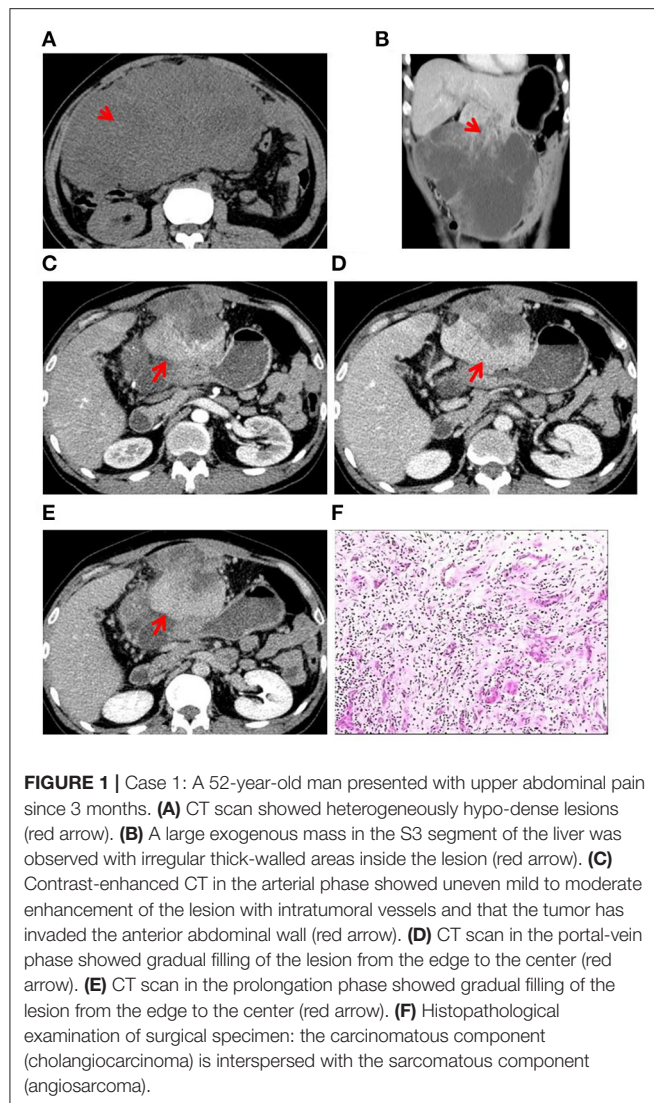 A
B
C
D
E
F
FIGURE 1 | Case 1: A 52-year-old man presented with upper abdominal pain
since 3 months. (A) CT scan showed heterogeneously hypo-dense lesions
(red arrow). (B) A large exogenous mass in the S3 segment of the liver was
observed with irregular thick-walled areas inside the lesion (red arrow). (C)
Contrast-enhanced CT in the arterial phase showed uneven mild to moderate
enhancement of the lesion with intratumoral vessels and that the tumor has
invaded the anterior abdominal wall (red arrow). (D) CT scan in the portal-vein
phase showed gradual filling of the lesion from the edge to the center (red
arrow). (E) CT scan in the prolongation phase showed gradual filling of the
lesion from the edge to the center (red arrow). (F) Histopathological
examination of surgical specimen: the carcinomatous component
(cholangiocarcinoma) is interspersed with the sarcomatous component
(angiosarcoma).